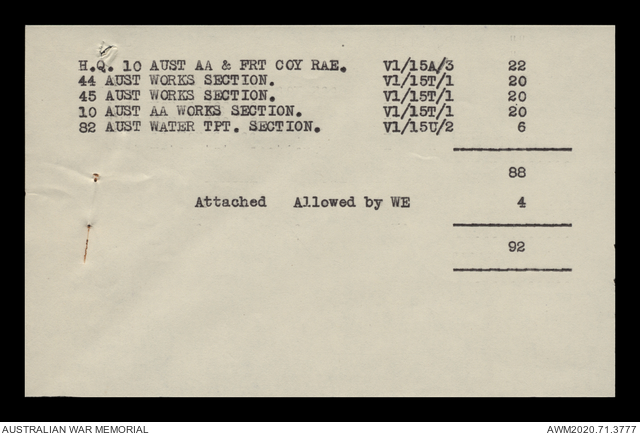 H.Q. 10 AUST AA & FRT COY RAE. V1/15A/3 22
44 AUST WORKS SECTION. V1/15T/1 20
45 AUST WORKS SECTION. V1/15T/1 20
10 AUST AA WORKS SECTION. V1/15T/1 20
82 AUST WATER TPT. SECTION. V1/15U/2 6
88
Attached Allowed by WE 4
92
AUSTRALIAN WAR MEMORIAL AWM2020.71.3777